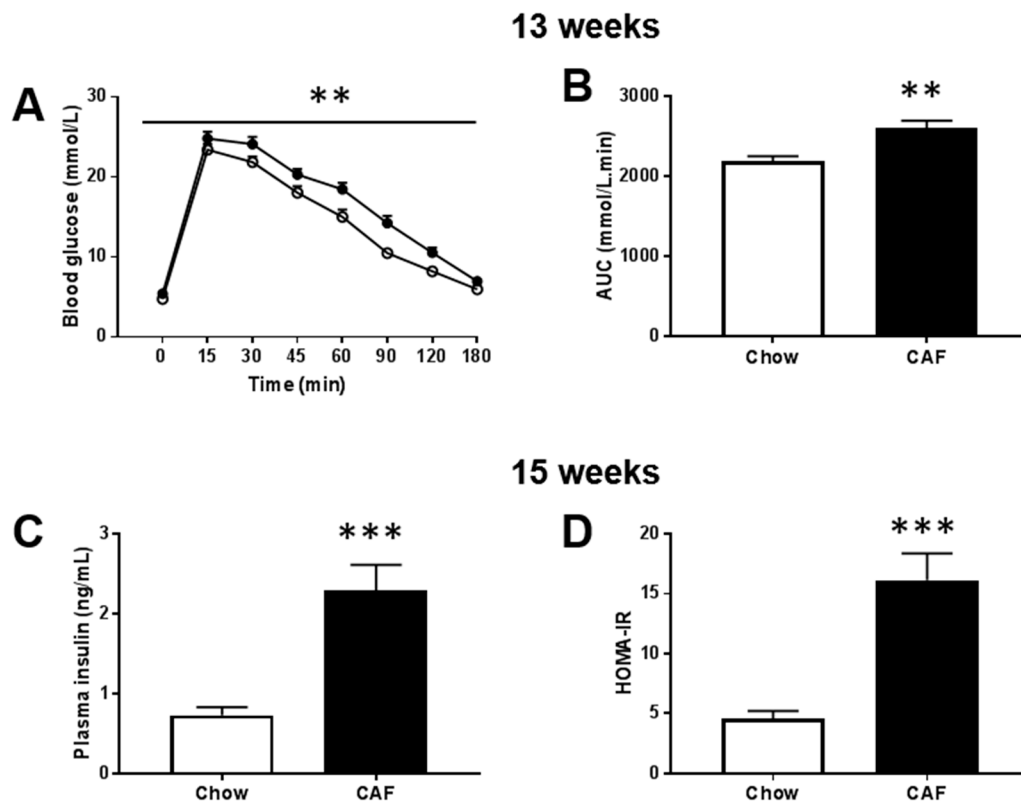 13 weeks
A
Blood glucose (mmol/L)
30
20
10
0
**
0 15 30 45 60 90 120 180
Time (min)
B
AUC (mmol/L.min)
3000
2000
1000
0
**
Chow CAF
15 weeks
C
Plasma insulin (ng/mL)
3
2
1
0
***
Chow CAF
D
HOMA-IR
20
15
10
5
0
***
Chow CAF